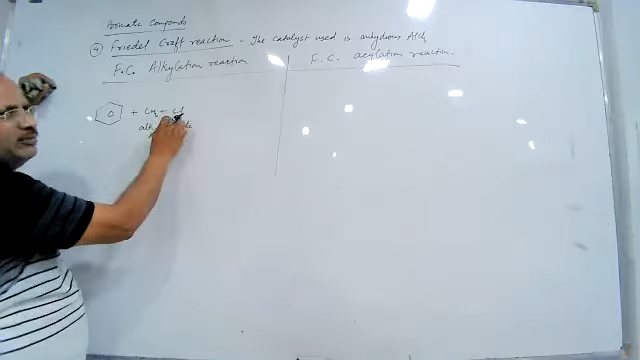 Aromatic Compounds
→ Friedel Craft reaction - The catalyst used is anhydrous AlCl3
F.C. Alkylation reaction
F.C. acylation reaction
+ CH3 - Cl